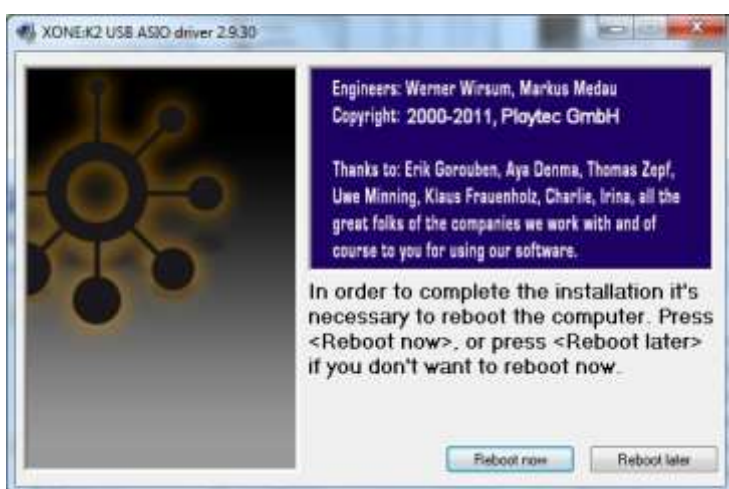 XONE:K2 USB ASIO driver 2.9.30
Engineers: Werner Wirsum, Markus Medau
Copyright: 2000-2011, Ploytec GmbH
Thanks to: Erik Gorouben, Aya Denma, Thomas Zopf,
Uwe Minning, Klaus Frauenholz, Charlie, Irina, all the
great folks of the companies we work with and of
course to you for using our software.
In order to complete the installation it's
necessary to reboot the computer. Press
<Reboot now>, or press <Reboot later>
if you don't want to reboot now.
Reboot now
Reboot later